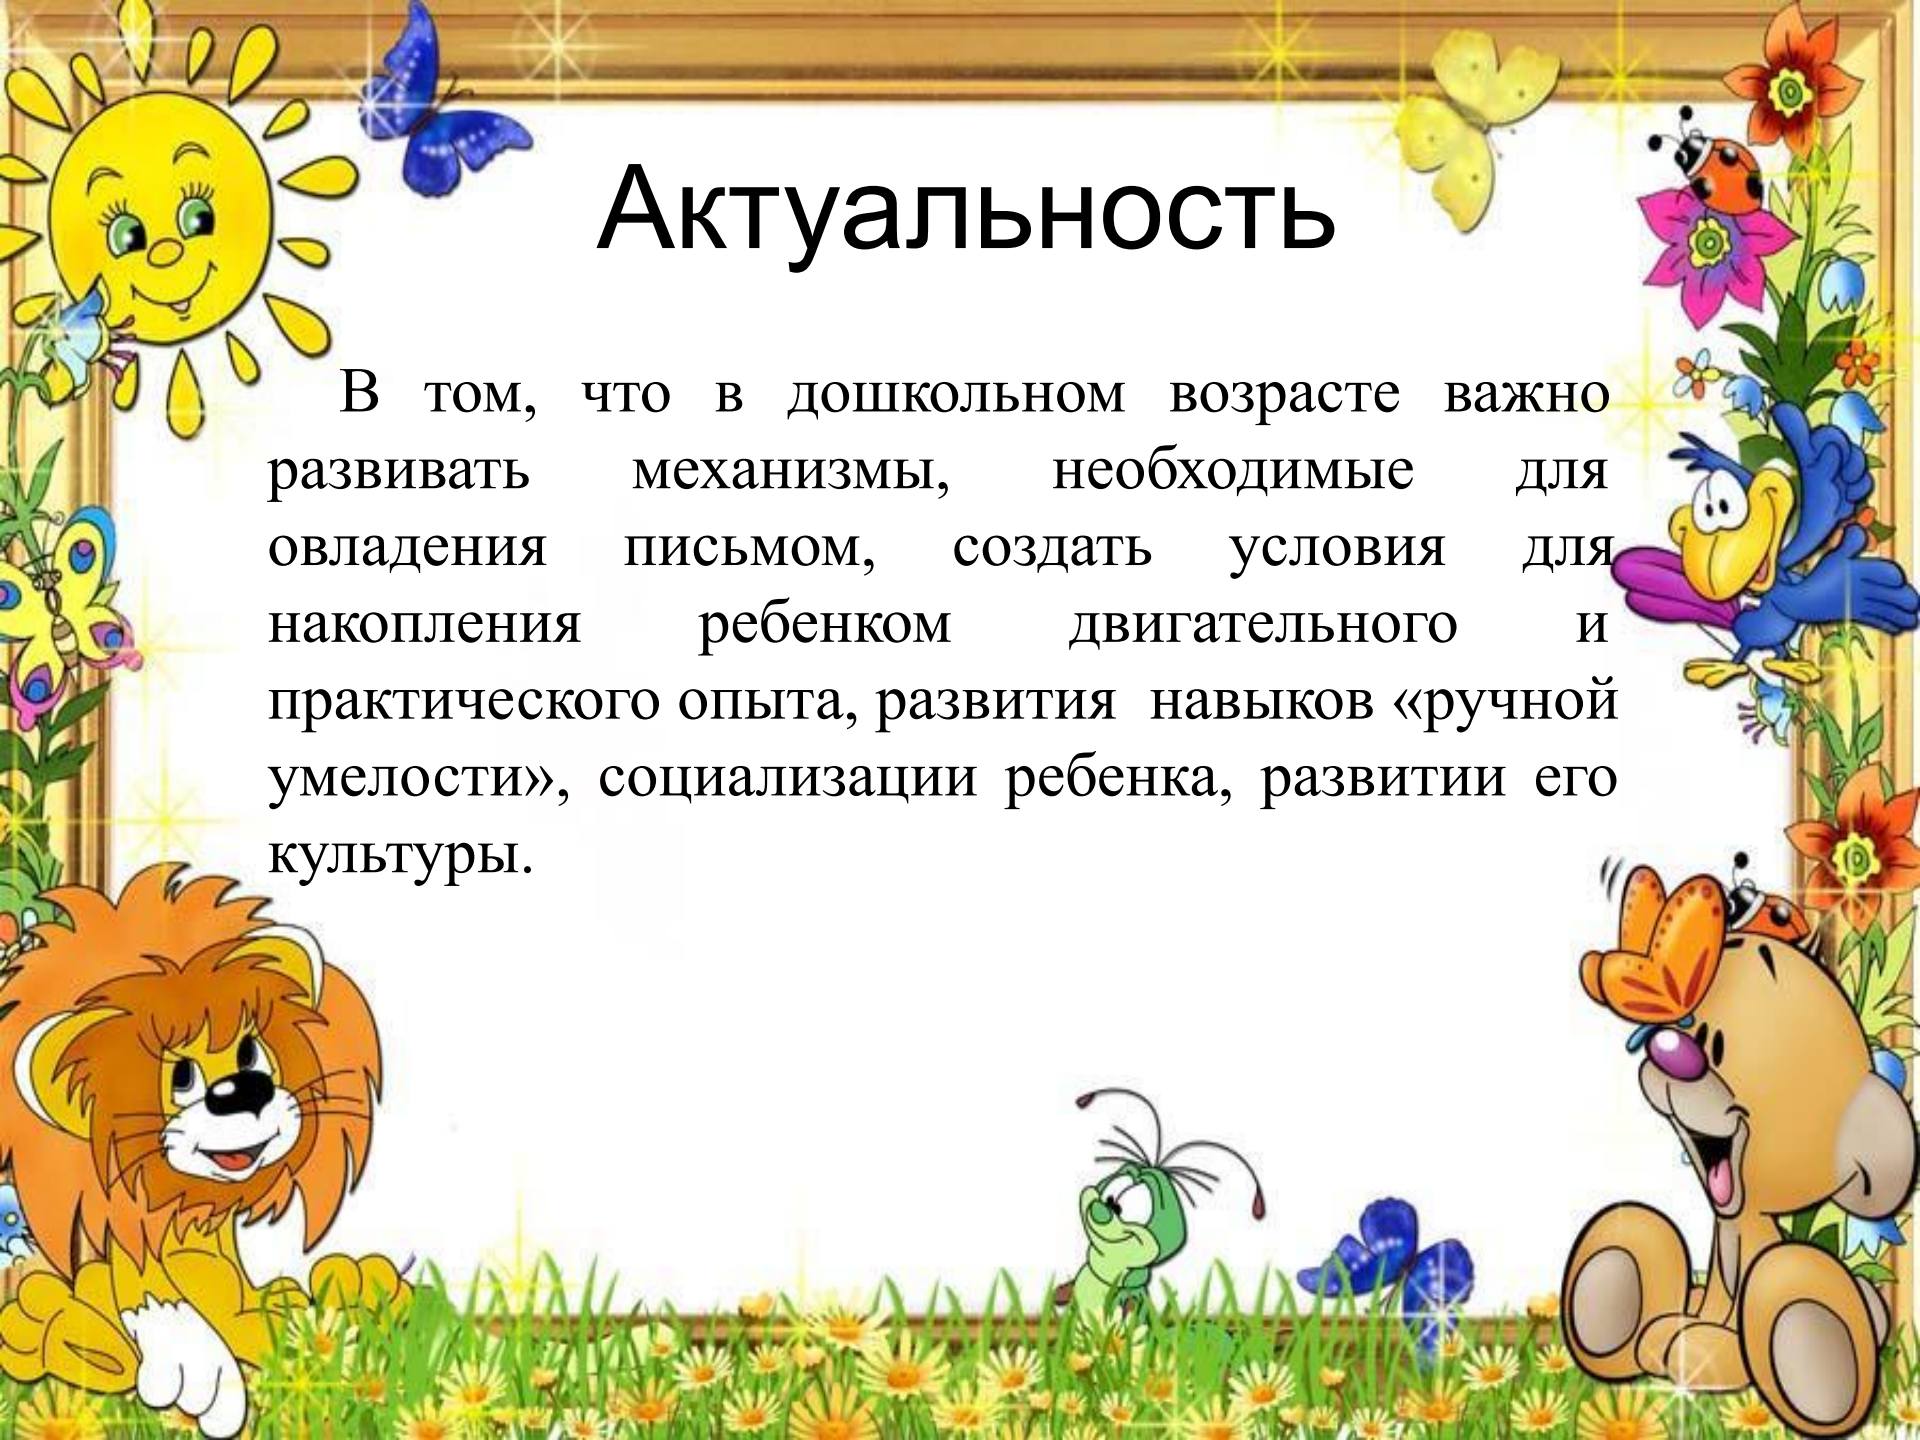 Актуальность
В том, что в дошкольном возрасте важно
развивать механизмы, необходимые для
овладения письмом, создать условия для
накопления ребенком двигательного и
практического опыта, развития навыков «ручной
умелости», социализации ребенка, развитии его
культуры.